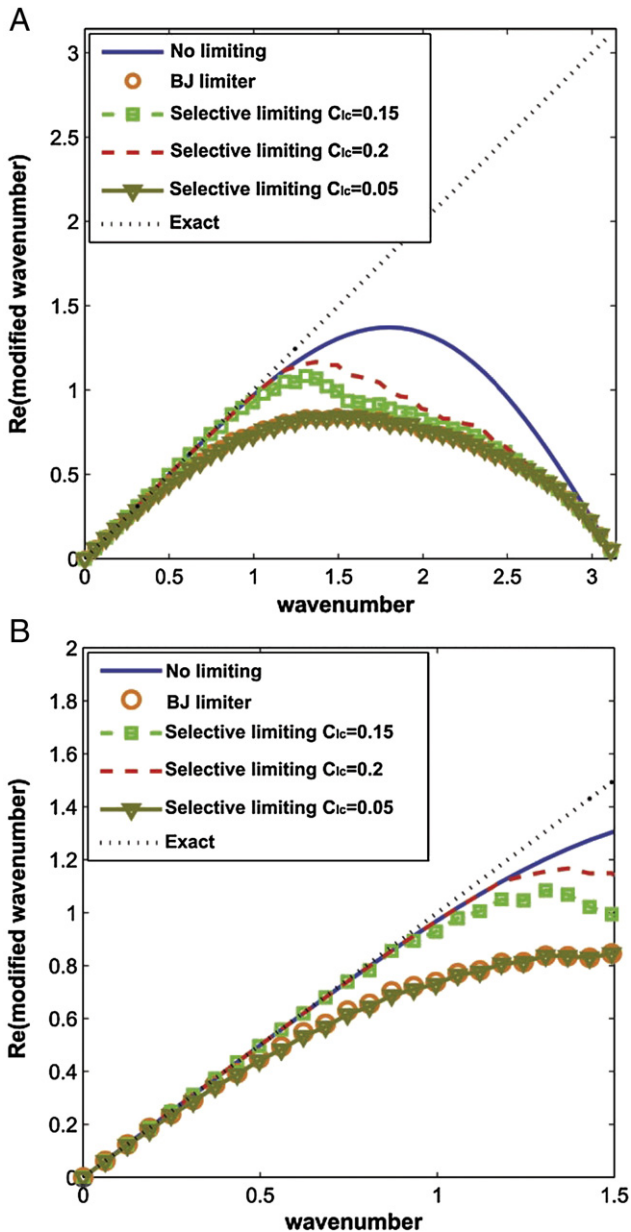 A
Re(modified wavenumber)
3
2.5
2
1.5
1
0.5
0
No limiting
BJ limiter
Selective limiting Clc=0.15
Selective limiting Clc=0.2
Selective limiting Clc=0.05
Exact
0 0.5 1 1.5 2 2.5 3
wavenumber
B
Re(modified wavenumber)
2
1.8
1.6
1.4
1.2
1
0.8
0.6
0.4
0.2
0
No limiting
BJ limiter
Selective limiting Clc=0.15
Selective limiting Clc=0.2
Selective limiting Clc=0.05
Exact
0 0.5 1 1.5
wavenumber